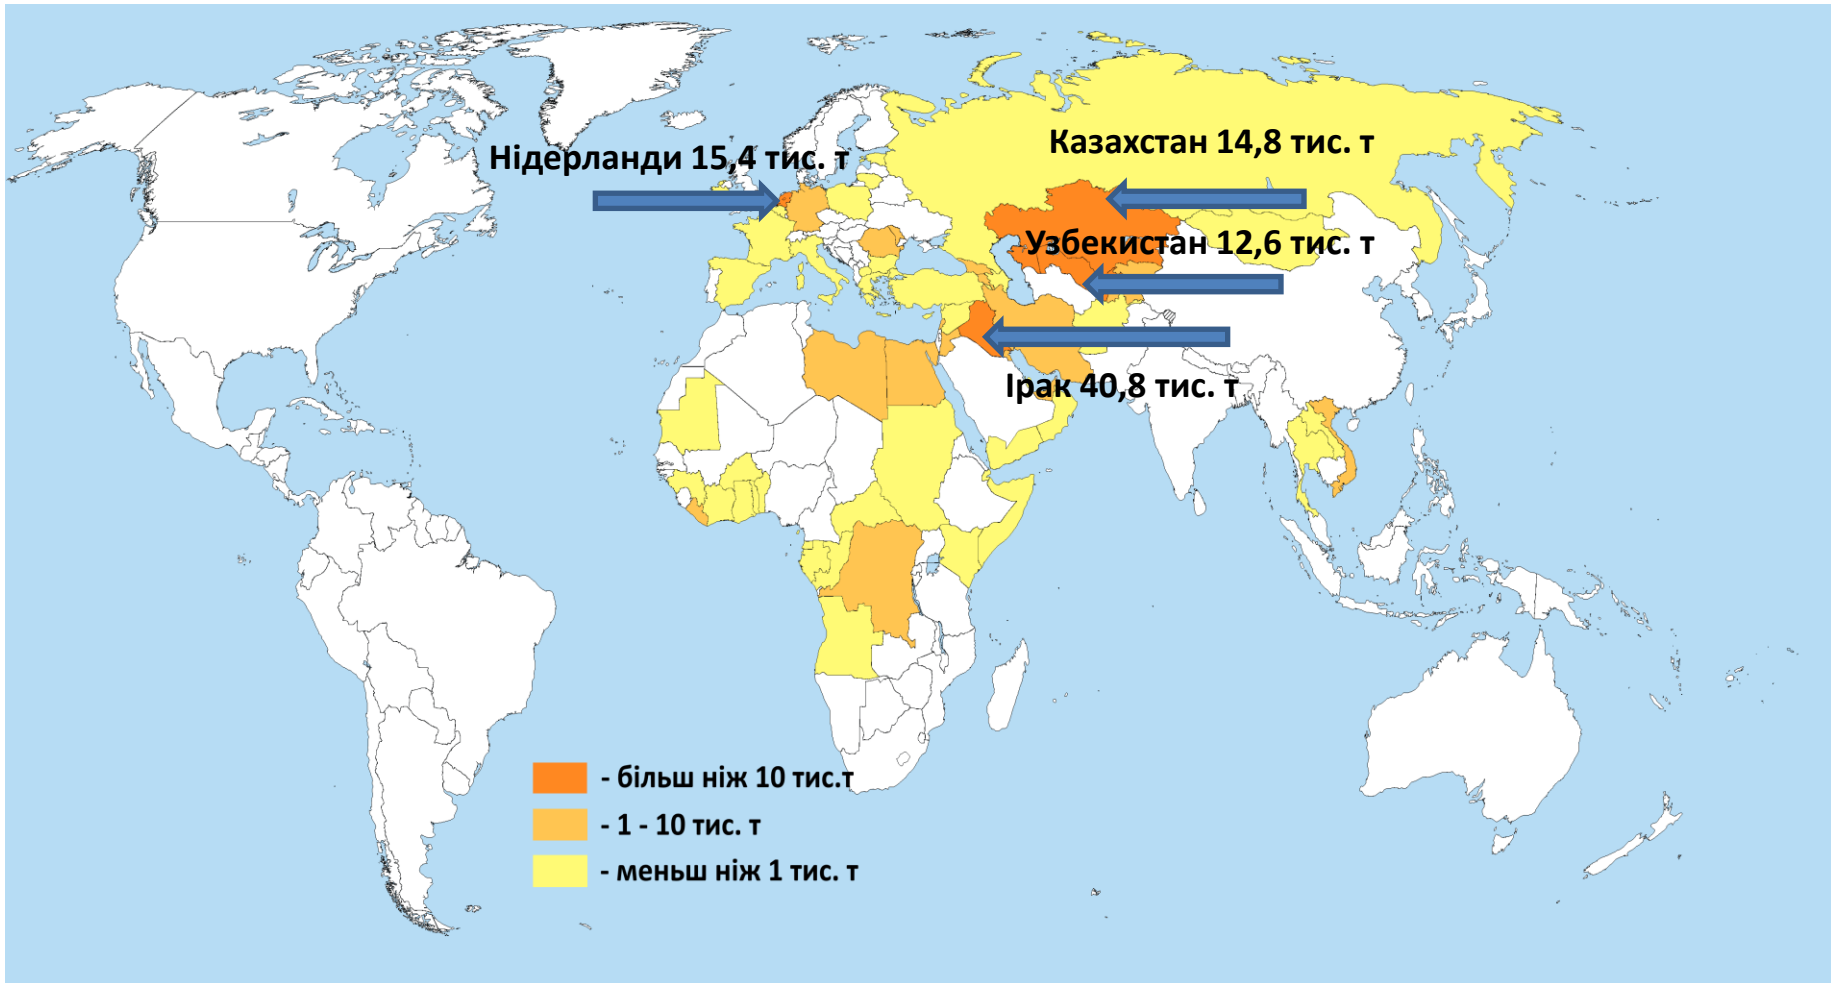 Нідерланди 15,4 тис. т
Казахстан 14,8 тис. т
Узбекистан 12,6 тис. т
Ірак 40,8 тис. т
- більш ніж 10 тис.т
- 1 - 10 тис. т
- меньш ніж 1 тис. т